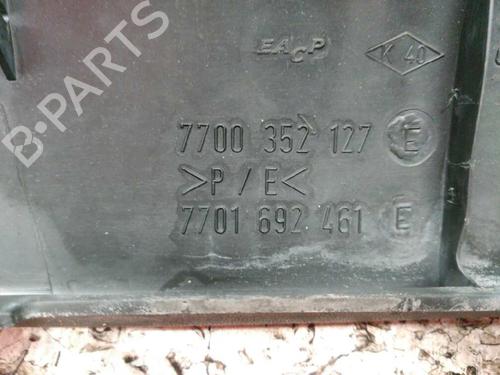 B-PARTS
EACP
K 40
7700 352 127 E
>P/E<
7701 692 461 E